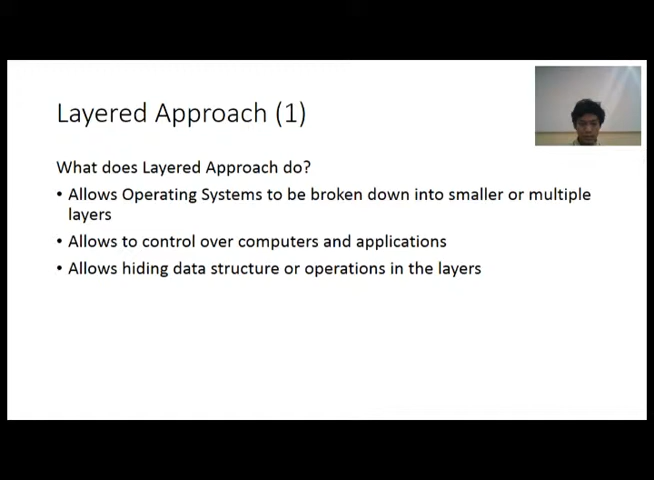 Layered Approach (1)
What does Layered Approach do?
• Allows Operating Systems to be broken down into smaller or multiple
layers
• Allows to control over computers and applications
• Allows hiding data structure or operations in the layers